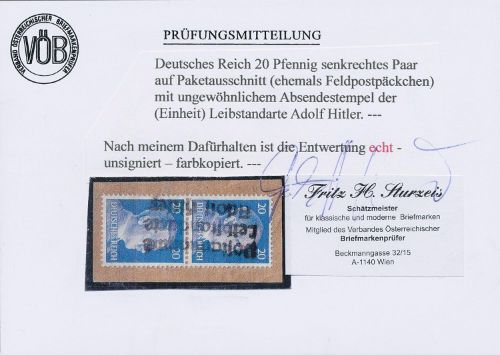 VERBAND ÖSTERREICHISCHER BRIEFMARKENPRÜFER
VÖB
PRÜFUNGSMITTEILUNG
Deutsches Reich 20 Pfennig senkrechtes Paar
auf Paketausschnitt (ehemals Feldpostpäckchen)
mit ungewöhnlichem Absendestempel der
(Einheit) Leibstandarte Adolf Hitler. ---
Nach meinem Dafürhalten ist die Entwertung echt -
unsigniert – farbkopiert. ---
Fritz H. Sturzeis
Schätzmeister
für klassische und moderne Briefmarken
Mitglied des Verbandes Österreichischer
Briefmarkenprüfer
Beckmanngasse 32/15
A-1140 Wien
20 20
DEUTSCHES REICH
20 20
DEUTSCHES REICH